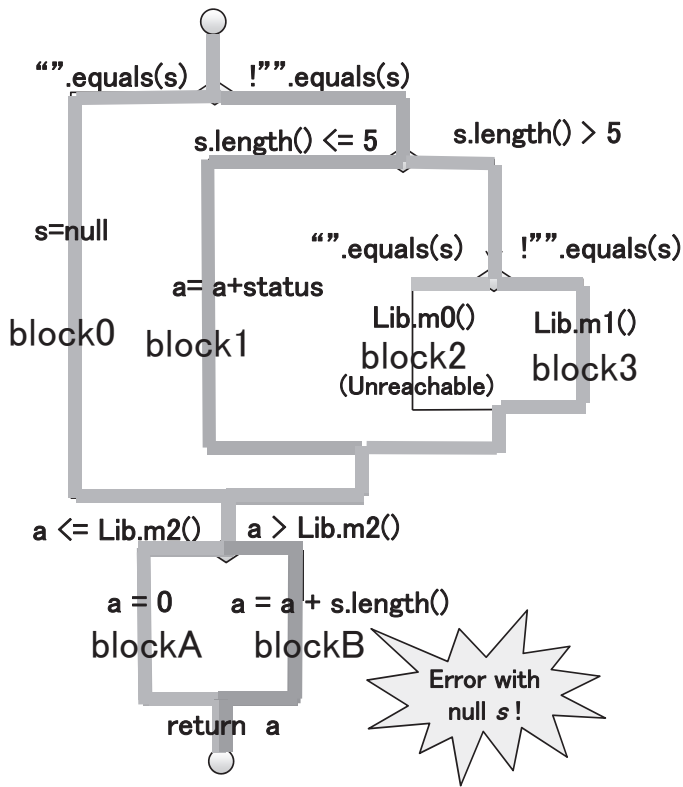 “”.equals(s) !””.equals(s)
s.length() <= 5 s.length() > 5
s=null
“”.equals(s) !””.equals(s)
a= a+status
Lib.m0() Lib.m1()
block0 block1 block2 block3
(Unreachable)
a <= Lib.m2() a > Lib.m2()
a = 0 a = a + s.length()
blockA blockB
Error with
null s !
return a